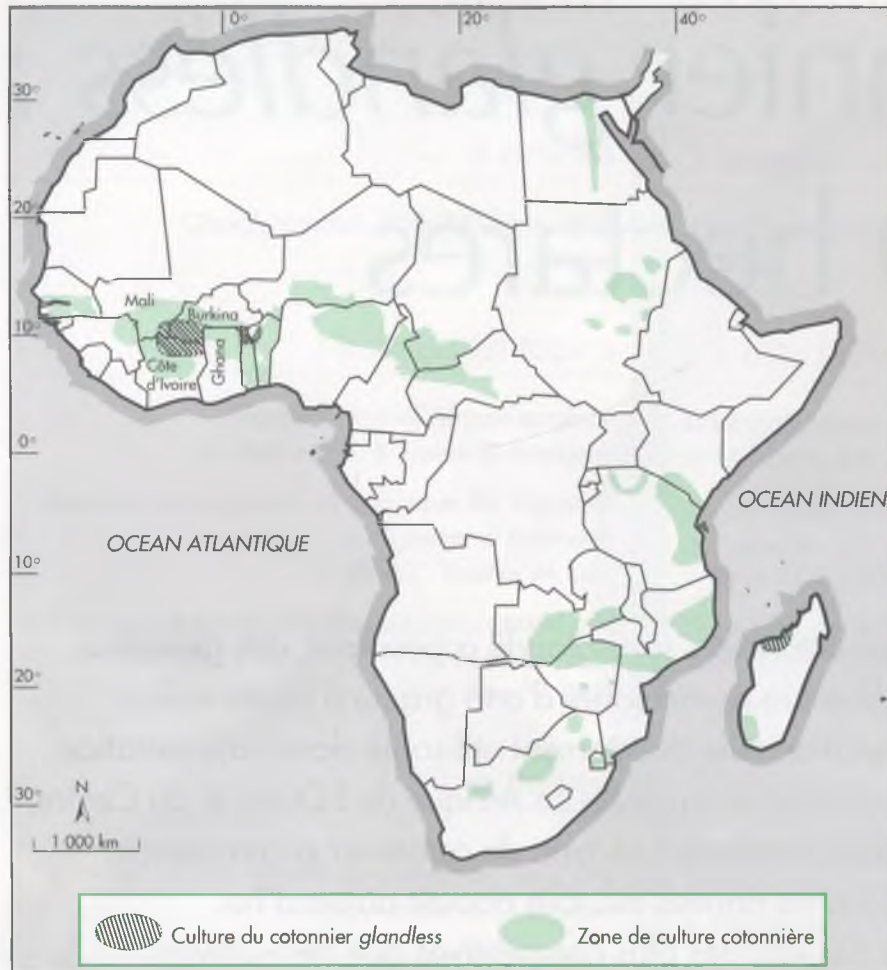 0°
20°
40°
30°
20°
10°
0°
10°
20°
30°
Mali
Burkina
Côte
d'Ivoire
Ghana
OCEAN ATLANTIQUE
OCEAN INDIEN
N
1 000 km
Culture du cotonnier glandless
Zone de culture cotonnière